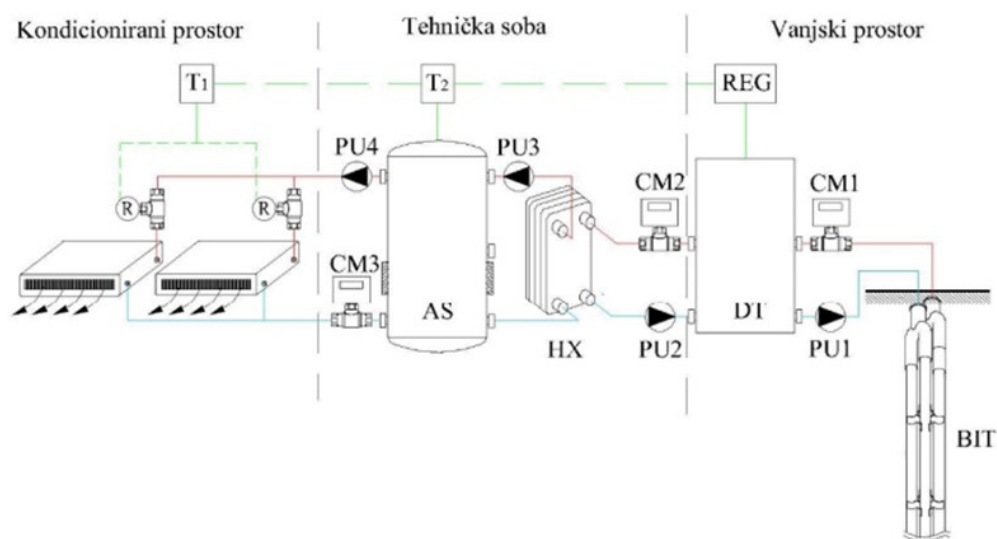 Kondicionirani prostor
Tehnička soba
Vanjski prostor
T1
T2
REG
PU4
PU3
CM2
CM1
R
R
CM3
AS
HX
PU2
DT
PU1
BIT